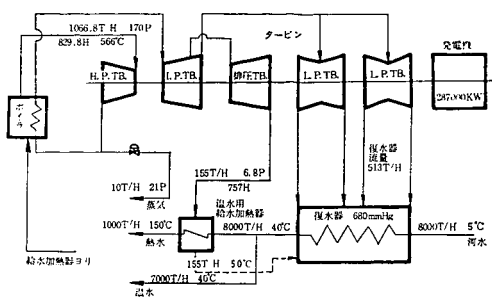 1066.8T H 170P
829.8H 566℃
タービン
発電機
H.P.TB.
I.P.TB.
排圧TB.
L.P.TB.
L.P.TB.
287000KW
ボイラ
復水器
流量
513T/H
155T/H 6.8P
757H
10T/H 21P
蒸気
温水用
給水加熱器
復水器 680mmHg
1000T/H 150℃
熱水
8000T/H 40℃
8000T/H 5℃
河水
給水加熱器ヨリ
155T H 50℃
7000T/H 40℃
温水